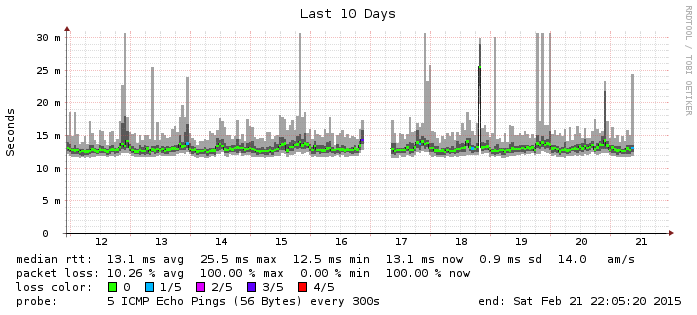 Last 10 Days
RRDTOOL / TOBI OETIKER
Seconds
30 m
25 m
20 m
15 m
10 m
5 m
0
12 13 14 15 16 17 18 19 20 21
median rtt: 13.1 ms avg 25.5 ms max 12.5 ms min 13.1 ms now 0.9 ms sd 14.0 am/s
packet loss: 10.26 % avg 100.00 % max 0.00 % min 100.00 % now
loss color: 0 1/5 2/5 3/5 4/5
probe: 5 ICMP Echo Pings (56 Bytes) every 300s end: Sat Feb 21 22:05:20 2015